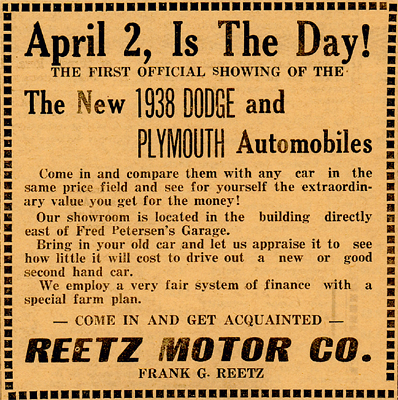 April 2, Is The Day!
THE FIRST OFFICIAL SHOWING OF THE
The New 1938 DODGE and
PLYMOUTH Automobiles
Come in and compare them with any car in the
same price field and see for yourself the extraordin-
ary value you get for the money!
Our showroom is located in the building directly
east of Fred Petersen's Garage.
Bring in your old car and let us appraise it to see
how little it will cost to drive out a new or good
second hand car.
We employ a very fair system of finance with a
special farm plan.
— COME IN AND GET ACQUAINTED —
REETZ MOTOR CO.
FRANK G. REETZ